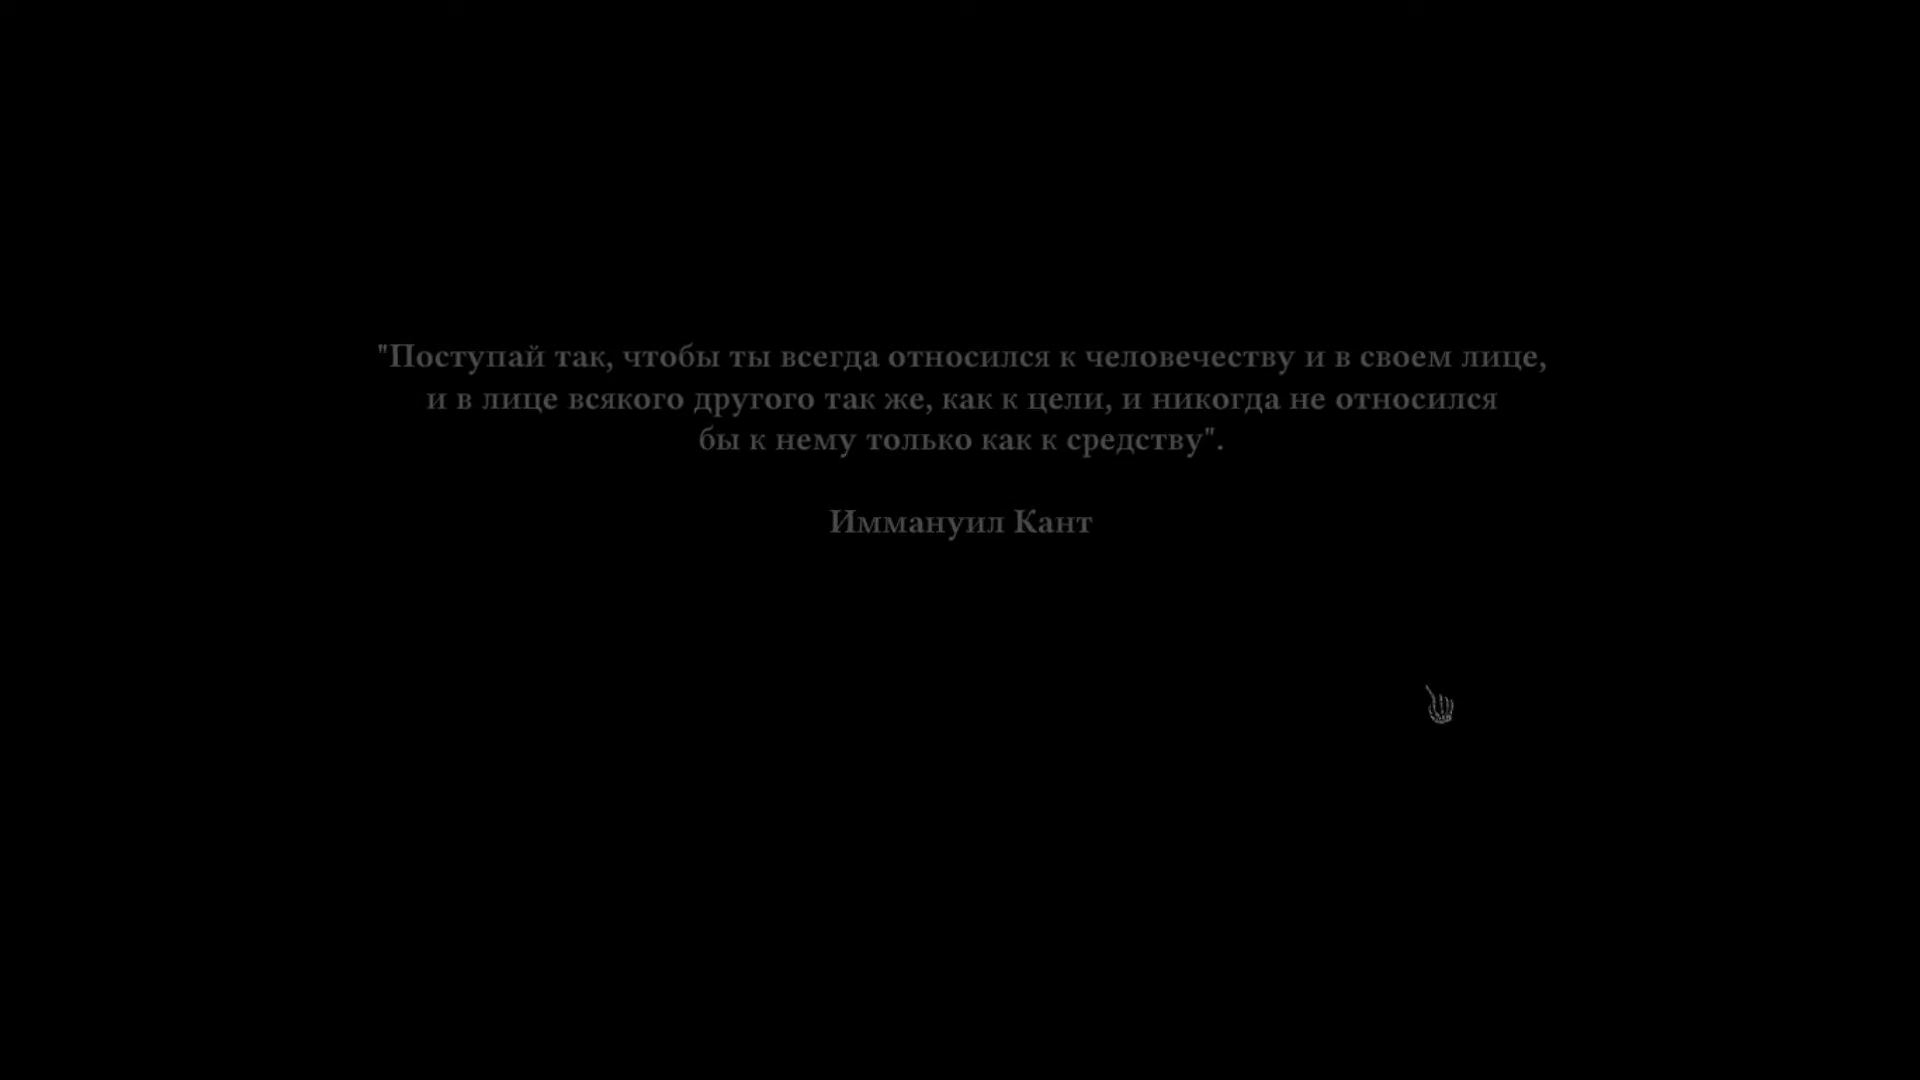 "Поступай так, чтобы ты всегда относился к человечеству и в своем лице,
и в лице всякого другого так же, как к цели, и никогда не относился
бы к нему только как к средству".
Иммануил Кант